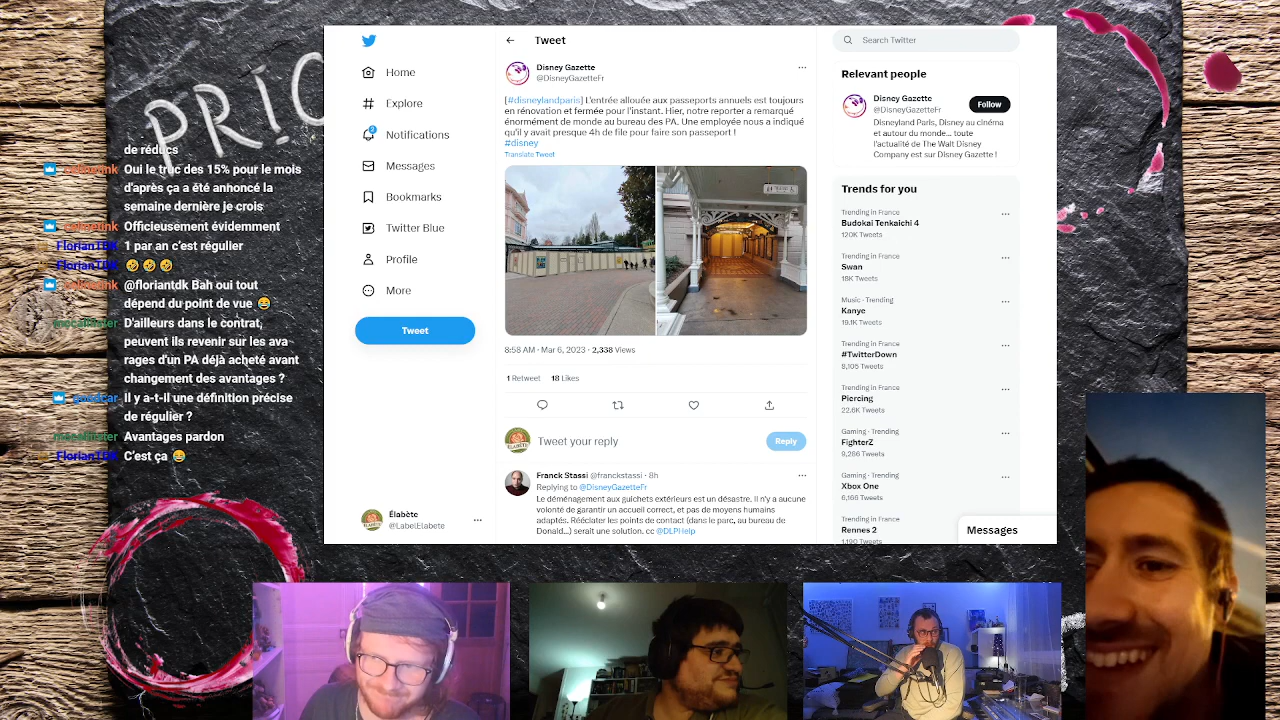 PRIC
de réducs
Oui le truc des 15% pour le mois
d'après ça a été annoncé la
semaine dernière je crois
Officieusement évidemment
FlorianTDK 1 par an c'est régulier
FlorianTDK 🤣🤣🤣
@floriantdk Bah oui tout
dépend du point de vue 😂
D'ailleurs dans le contrat,
peuvent ils revenir sur les ava
rages d'un PA déjà acheté avant
changement des avantages ?
Il y a-t-il une définition précise
de régulier ?
Avantages pardon
FlorianTDK C'est ça 😂
Home
Explore
2
Notifications
Messages
Bookmarks
Twitter Blue
Profile
More
Tweet
Élabète
@LabelElabete
Tweet
Disney Gazette
@DisneyGazetteFr
[#disneylandparis] L'entrée allouée aux passeports annuels est toujours
en rénovation et fermée pour l'instant. Hier, notre reporter a remarqué
énormément de monde au bureau des PA. Une employée nous a indiqué
qu'il y avait presque 4h de file pour faire son passeport !
#disney
Translate Tweet
8:58 AM · Mar 6, 2023 · 2,338 Views
1 Retweet 18 Likes
ELABETE
Tweet your reply
Reply
Franck Stassi @franckstassi · 8h
Replying to @DisneyGazetteFr
Le déménagement aux guichets extérieurs est un désastre. Il n'y a aucune
volonté de garantir un accueil correct, et pas de moyens humains
adaptés. Rééclater les points de contact (dans le parc, au bureau de
Donald...) serait une solution. cc @DLPHelp
Search Twitter
Relevant people
Disney Gazette
@DisneyGazetteFr
Follow
Disneyland Paris, Disney au cinéma
et autour du monde... toute
l'actualité de The Walt Disney
Company est sur Disney Gazette !
Trends for you
Trending in France
Budokai Tenkaichi 4
120K Tweets
Trending in France
Swan
18K Tweets
Music · Trending
Kanye
19.1K Tweets
Trending in France
#TwitterDown
8,105 Tweets
Trending in France
Piercing
22.6K Tweets
Gaming · Trending
FighterZ
9,286 Tweets
Gaming · Trending
Xbox One
6,166 Tweets
Trending in France
Rennes 2
1,190 Tweets
Messages